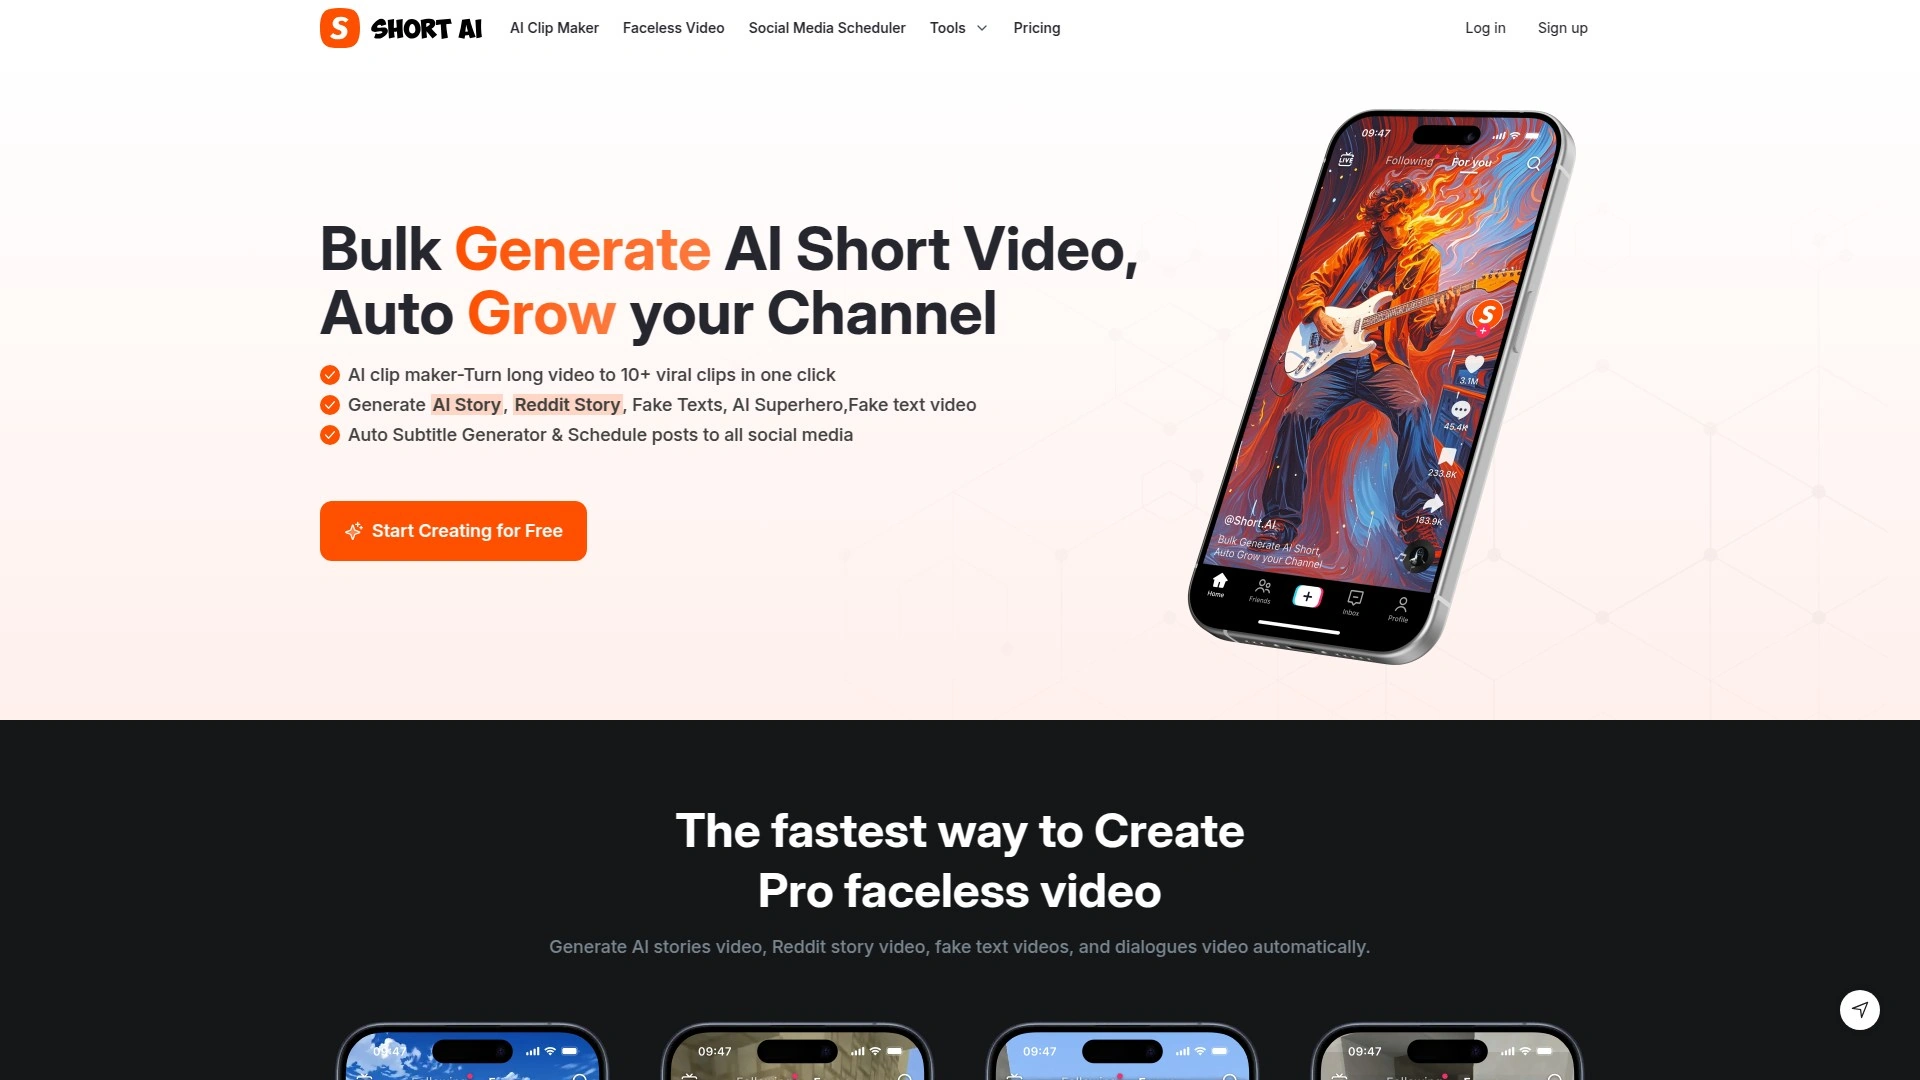 S SHORT AI
AI Clip Maker
Faceless Video
Social Media Scheduler
Tools
Pricing
Log in
Sign up
Bulk Generate AI Short Video,
Auto Grow your Channel
AI clip maker-Turn long video to 10+ viral clips in one click
Generate AI Story, Reddit Story, Fake Texts, AI Superhero,Fake text video
Auto Subtitle Generator & Schedule posts to all social media
Start Creating for Free
09:47
LIVE
Following
For you
S
3.1M
45.4K
233.8K
183.9K
@Short.AI
Bulk Generate AI Short,
Auto Grow your Channel
Home
Friends
Inbox
Profile
The fastest way to Create
Pro faceless video
Generate AI stories video, Reddit story video, fake text videos, and dialogues video automatically.
09:47
09:47
09:47
09:47